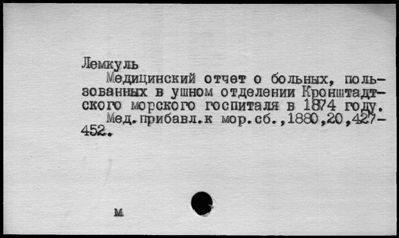 Лемкуль
Медицинский отчет о больных, поль-
зованных в ушном отделении Кронштадт-
ского морского госпиталя в 1874 году.
Мед.прибавл.к мор.сб.,1880,20,427-
452.
м